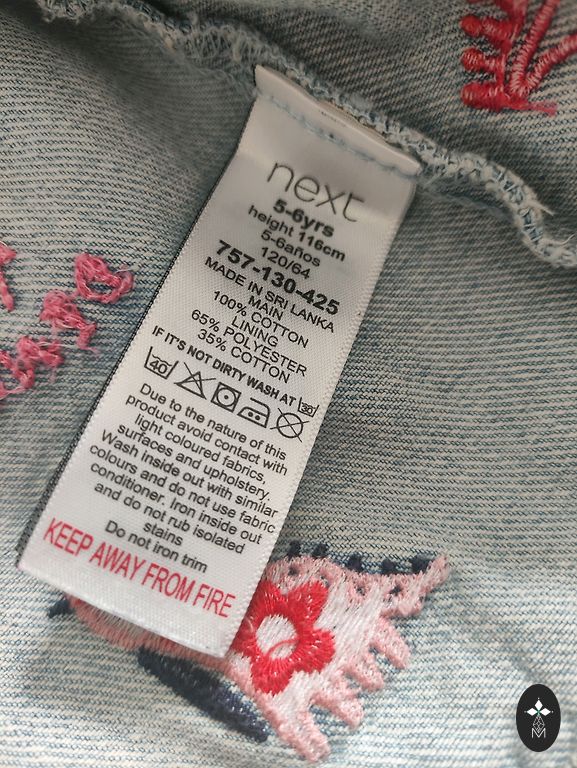 next
5-6yrs
height 116cm
5-6años
120/64
757-130-425
MADE IN SRI LANKA
MAIN
100% COTTON
LINING
65% POLYESTER
35% COTTON
IF IT'S NOT DIRTY WASH AT 30
40
Due to the nature of this
product avoid contact with
light coloured fabrics,
surfaces and upholstery.
Wash inside out with similar
colours and do not use fabric
conditioner. Iron inside out
and do not rub isolated
stains
Do not iron trim
KEEP AWAY FROM FIRE